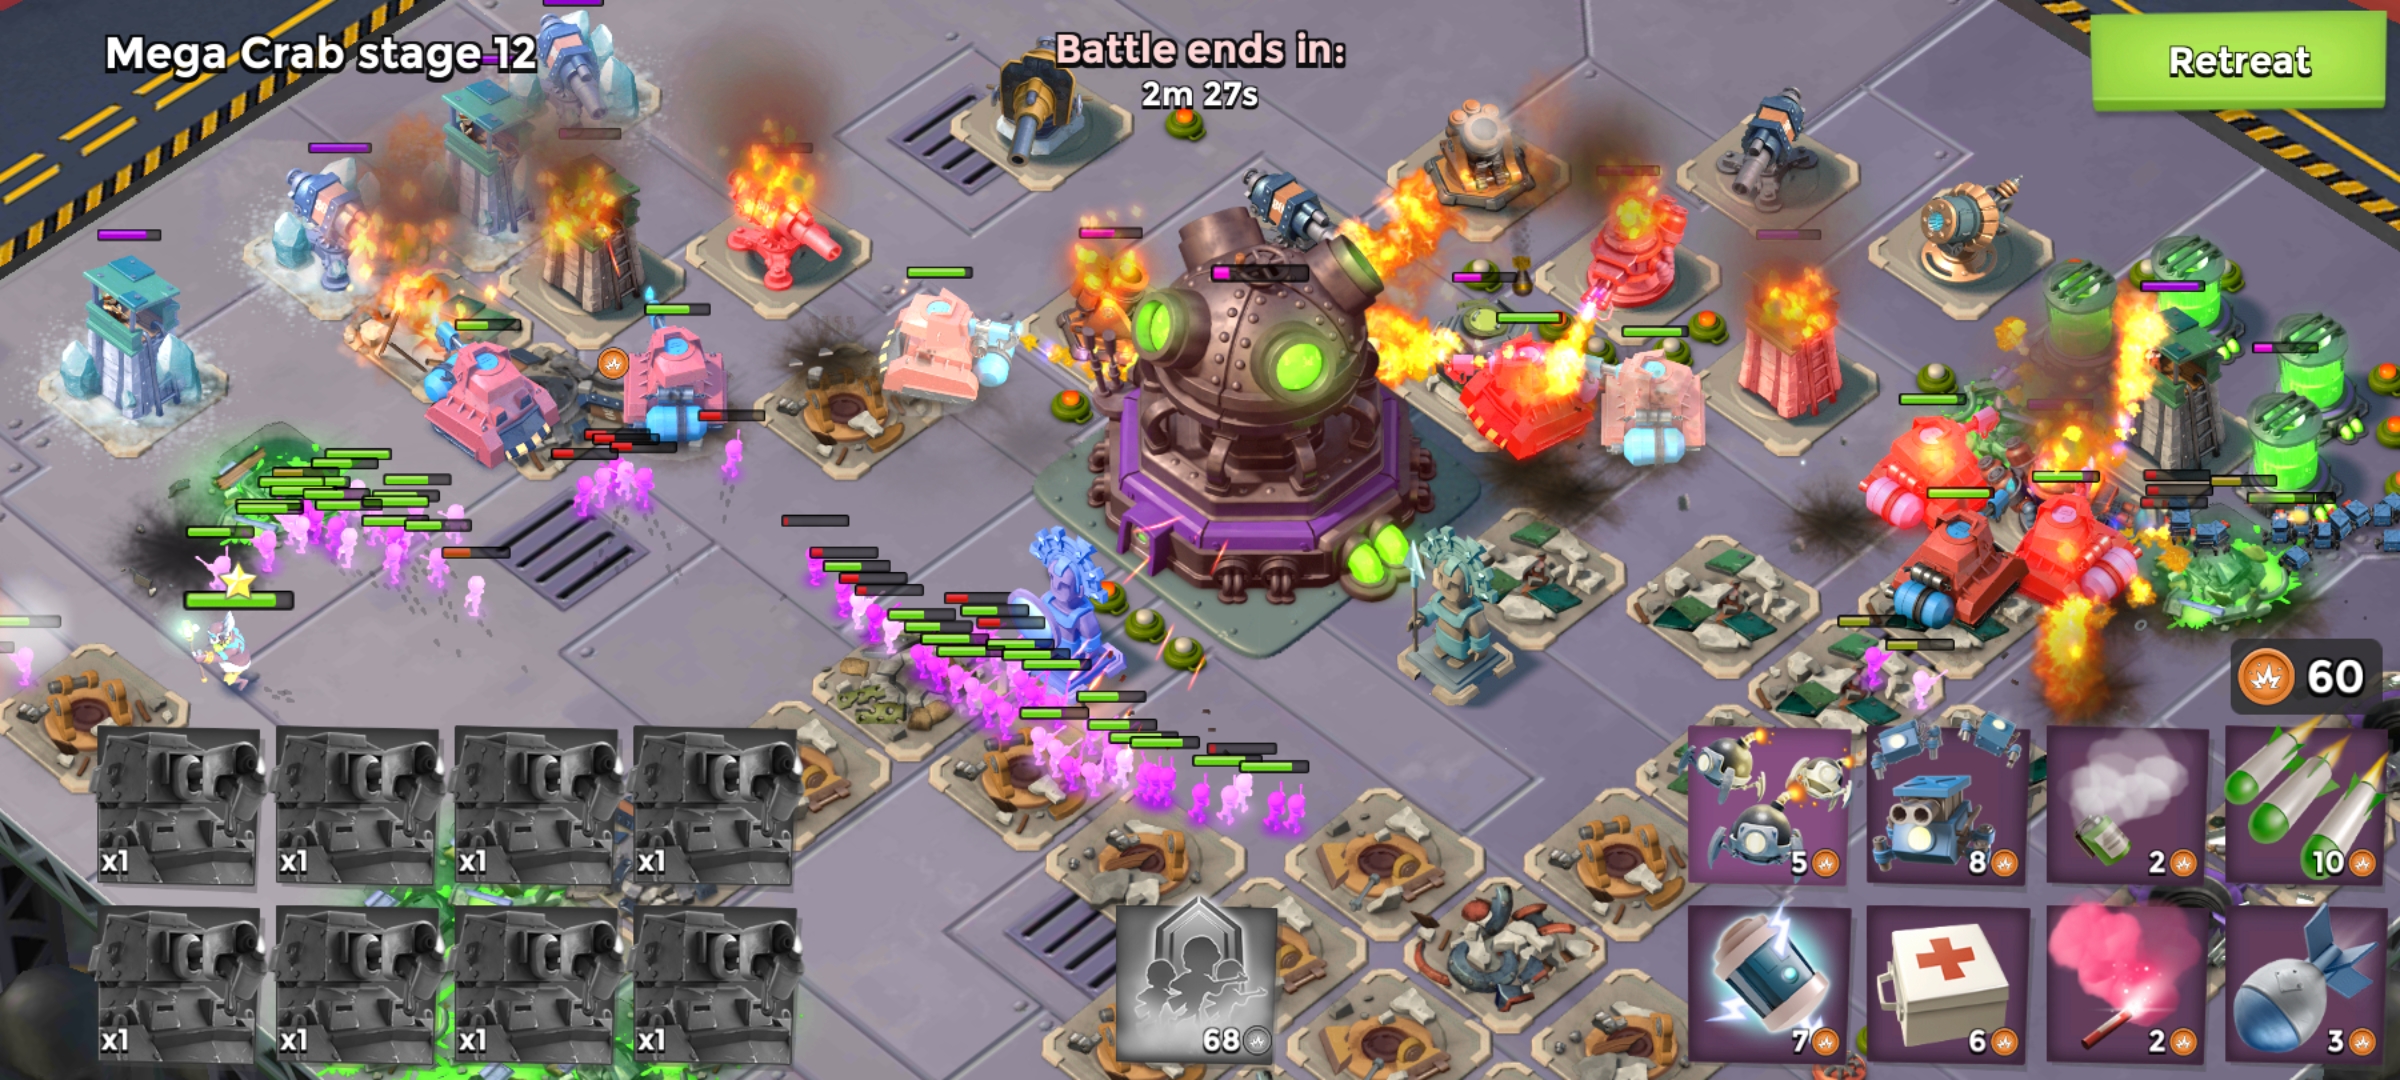 Mega Crab stage 12
Battle ends in:
2m 27s
Retreat
60
x1
x1
x1
x1
5
8
2
10
x1
x1
x1
x1
68
7
6
2
3